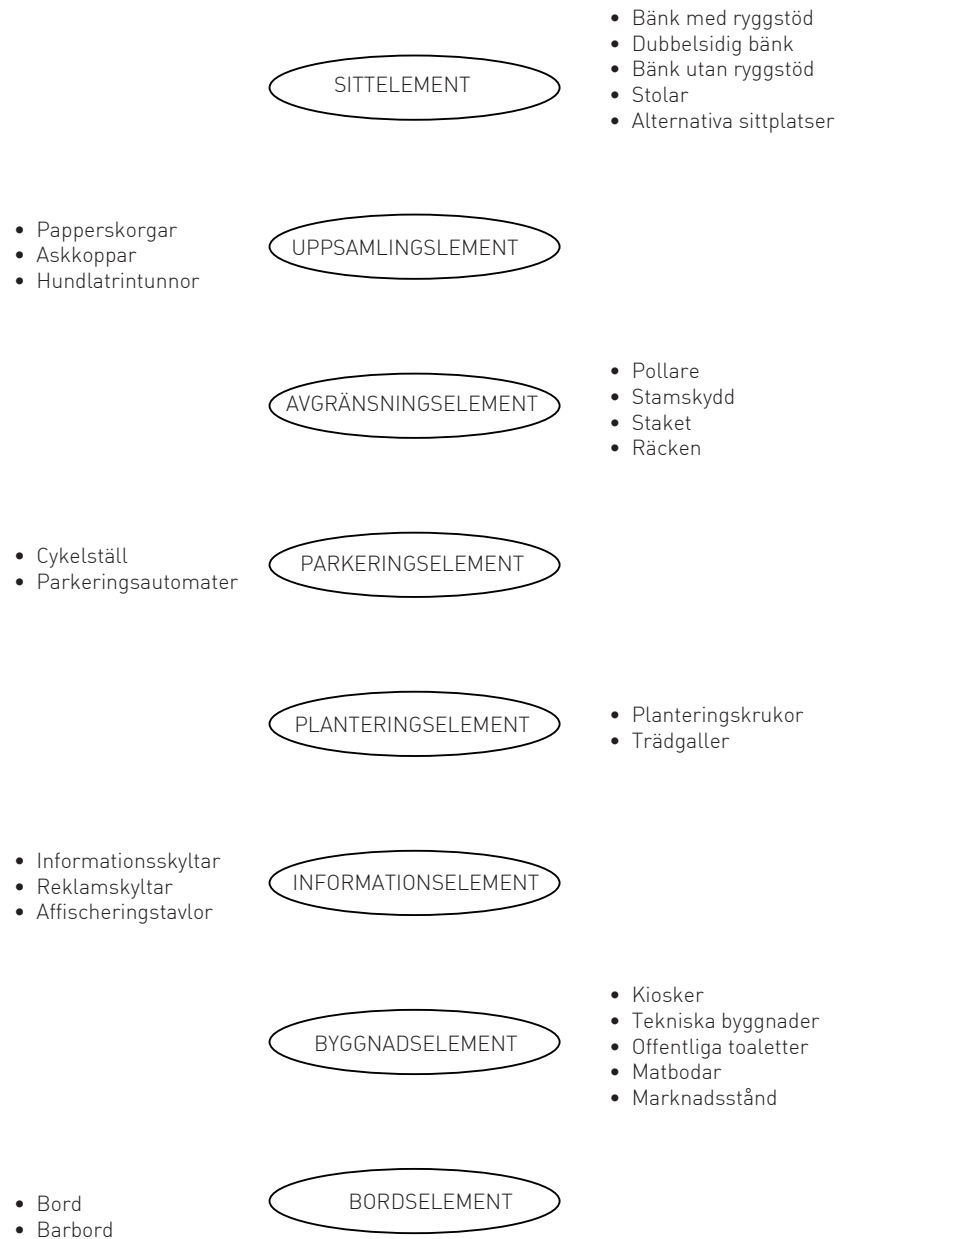 • Bänk med ryggstöd
• Dubbelsidig bänk
• Bänk utan ryggstöd
• Stolar
• Alternativa sittplatser
SITTELEMENT
• Papperskorgar
• Askkoppar
• Hundlatrintunnor
UPPSAMLINGSLEMENT
AVGRÄNSNINGSELEMENT
• Pollare
• Stamskydd
• Staket
• Räcken
• Cykelställ
• Parkeringsautomater
PARKERINGSELEMENT
PLANTERINGSELEMENT
• Planteringskrukor
• Trädgaller
• Informationsskyltar
• Reklamskyltar
• Affischeringstavlor
INFORMATIONSELEMENT
BYGGNADSELEMENT
• Kiosker
• Tekniska byggnader
• Offentliga toaletter
• Matbodar
• Marknadsstånd
BORDSELEMENT
• Bord
• Barbord